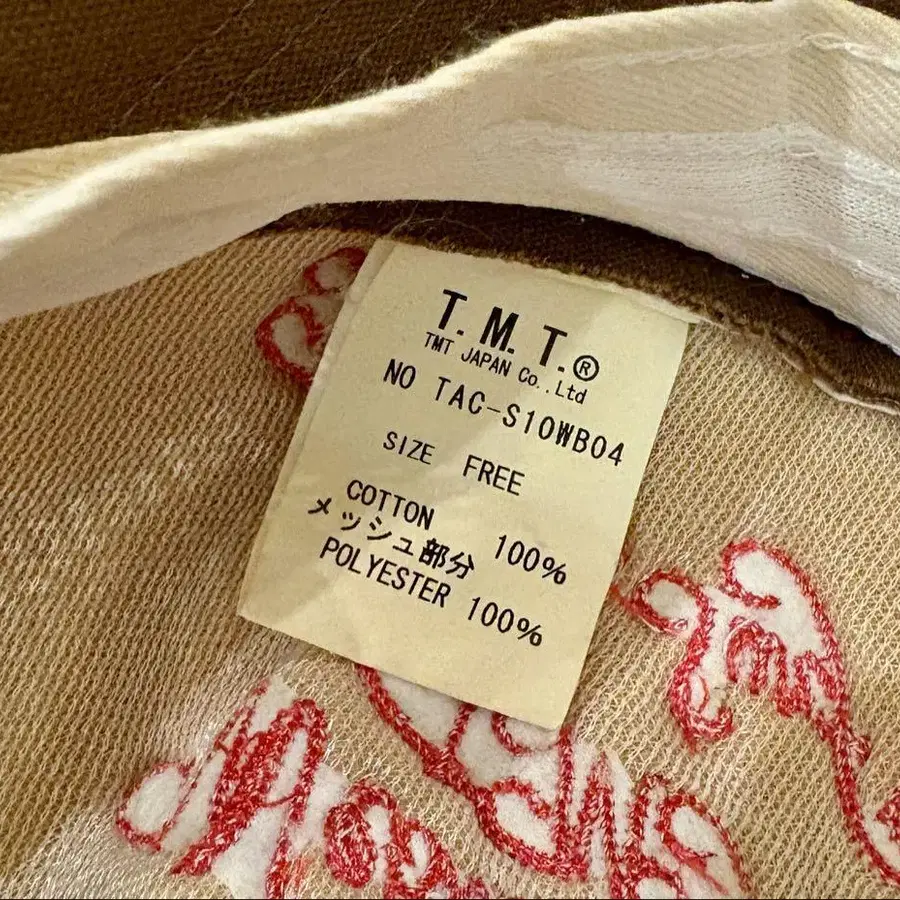 T.M.T.®
TMT JAPAN Co.,Ltd
NO TAC-S10WB04
SIZE FREE
COTTON 100%
メッシュ部分
POLYESTER 100%